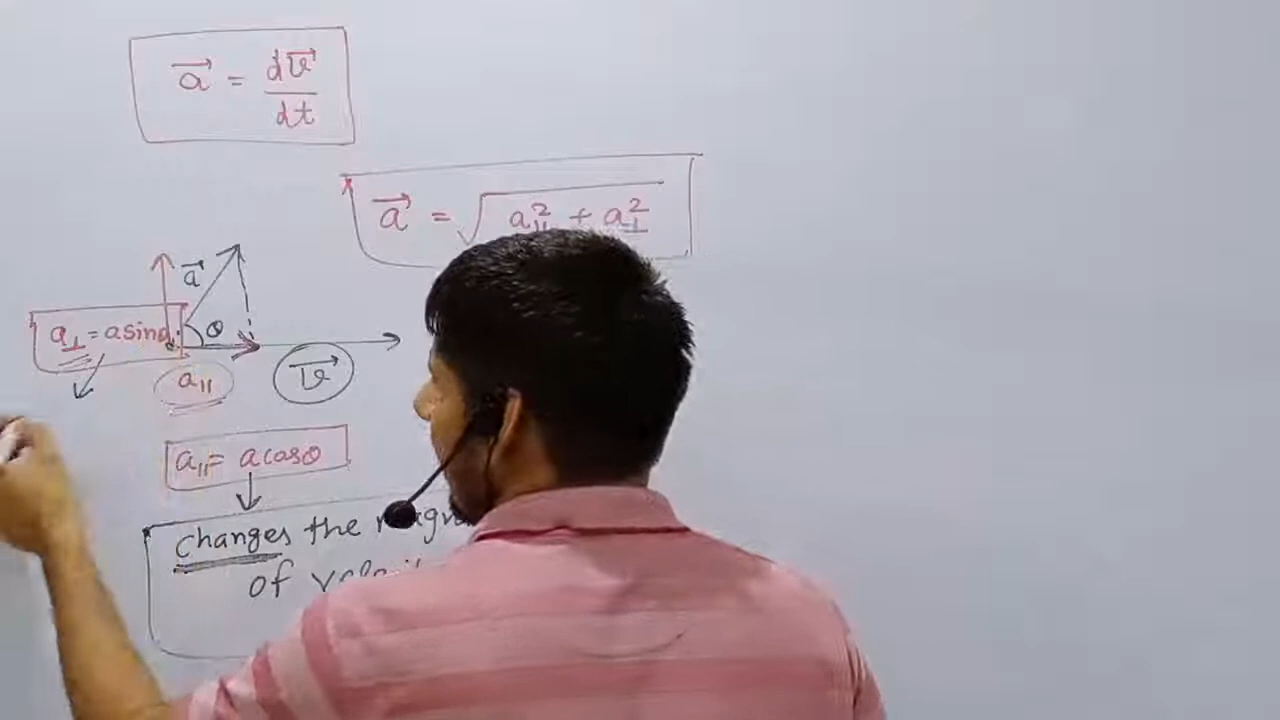 a⃗ = dv⃗/dt
a⃗ = √(a∥² + a⊥²)
a⃗
a⊥ = a sinθ
θ
a∥
v⃗
a∥ = a cosθ
changes the
of